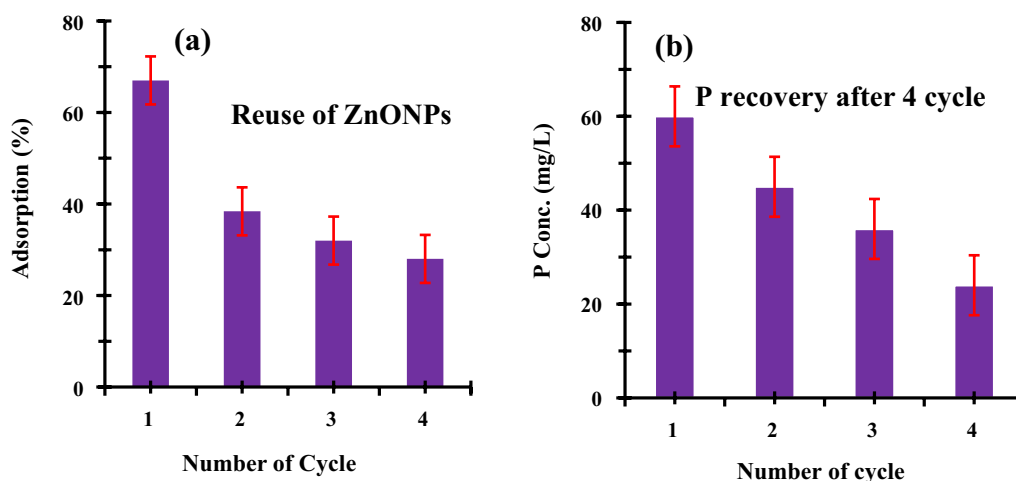 (a)
Reuse of ZnONPs
Adsorption (%)
80
60
40
20
0
1 2 3 4
Number of Cycle
(b)
P recovery after 4 cycle
P Conc. (mg/L)
80
60
40
20
0
1 2 3 4
Number of cycle